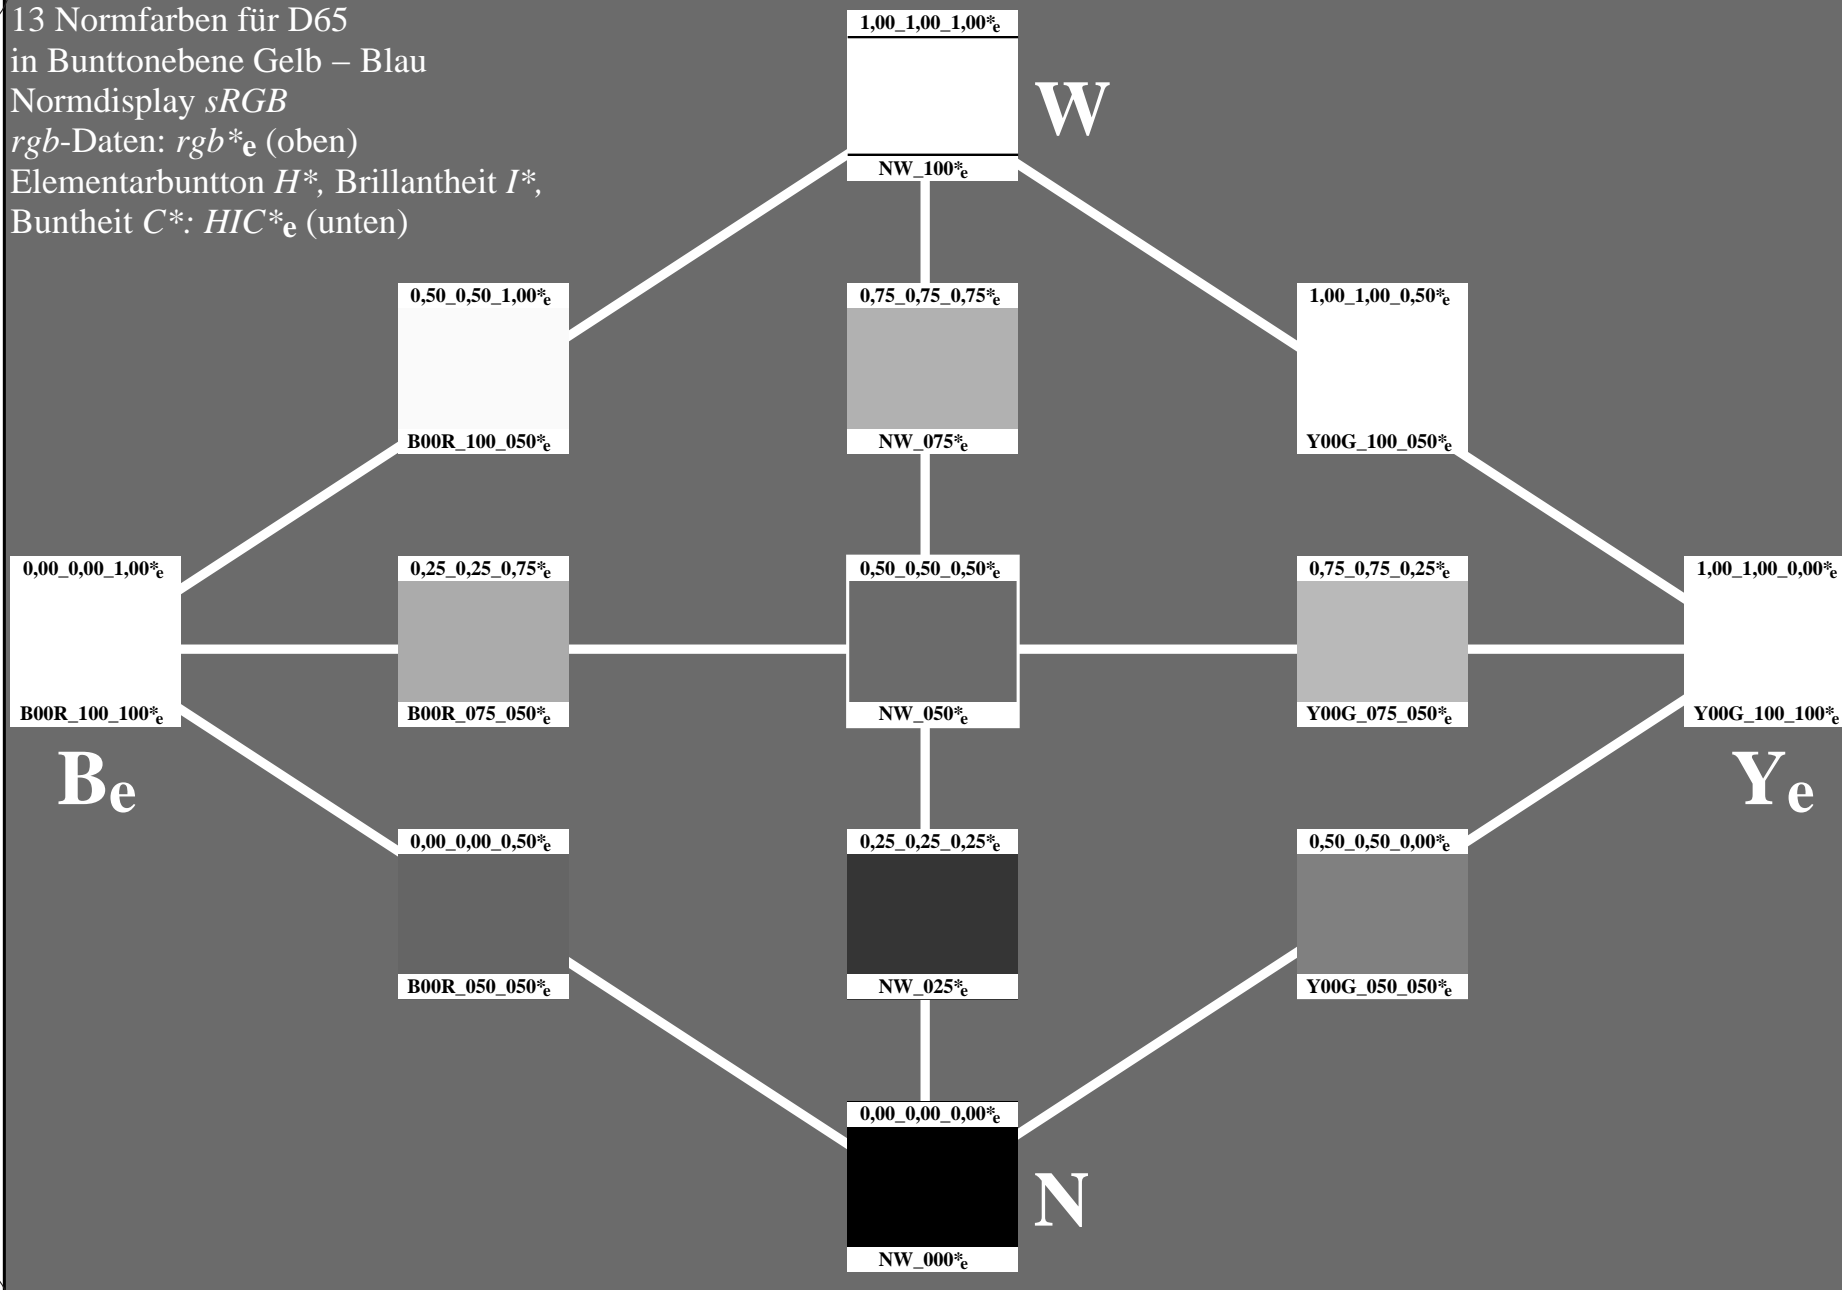 13 Normfarben für D65
in Bunttonebene Gelb – Blau
Normdisplay sRGB
rgb-Daten: rgb*e (oben)
Elementarbuntton H*, Brillantheit I*,
Buntheit C*: HIC*e (unten)
1,00_1,00_1,00*e
W
NW_100*e
0,50_0,50_1,00*e
B00R_100_050*e
0,75_0,75_0,75*e
NW_075*e
1,00_1,00_0,50*e
Y00G_100_050*e
0,00_0,00_1,00*e
B00R_100_100*e
Be
0,25_0,25_0,75*e
B00R_075_050*e
0,50_0,50_0,50*e
NW_050*e
0,75_0,75_0,25*e
Y00G_075_050*e
1,00_1,00_0,00*e
Y00G_100_100*e
Ye
0,00_0,00_0,50*e
B00R_050_050*e
0,25_0,25_0,25*e
NW_025*e
0,50_0,50_0,00*e
Y00G_050_050*e
0,00_0,00_0,00*e
N
NW_000*e